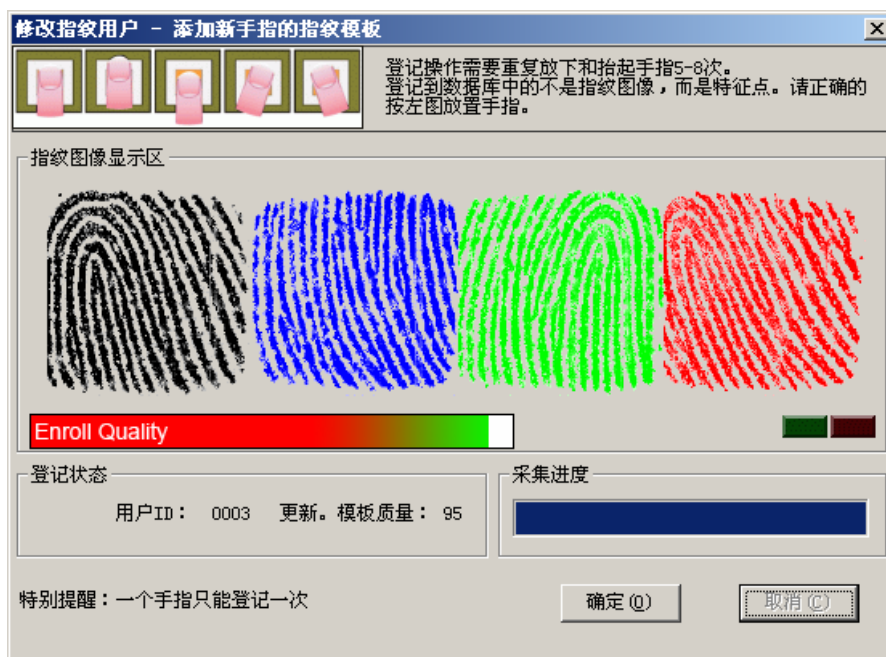 修改指纹用户 - 添加新手指的指纹模板
登记操作需要重复放下和抬起手指5-8次。
登记到数据库中的不是指纹图像，而是特征点。请正确的
按左图放置手指。
指纹图像显示区
Enroll Quality
登记状态
用户ID： 0003 更新。模板质量： 95
采集进度
特别提醒：一个手指只能登记一次
确定(O)
取消(C)